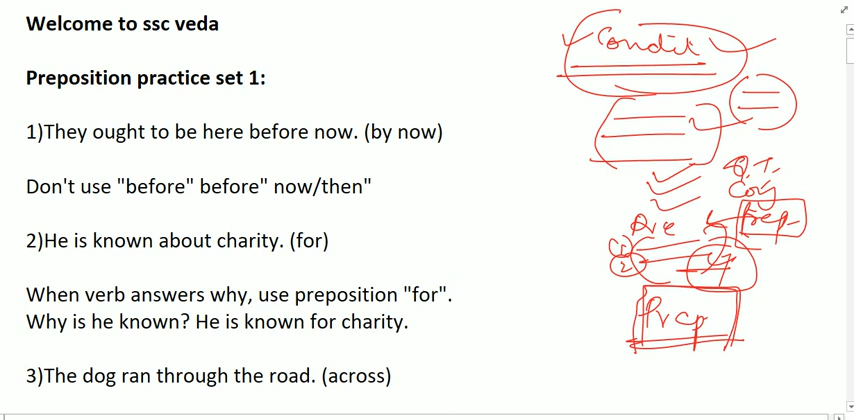 Welcome to ssc veda
Preposition practice set 1:
1)They ought to be here before now. (by now)
Don't use "before" before" now/then"
2)He is known about charity. (for)
When verb answers why, use preposition "for".
Why is he known? He is known for charity.
3)The dog ran through the road. (across)
Condit
Q.T.
Prep
(1)
2
Prep